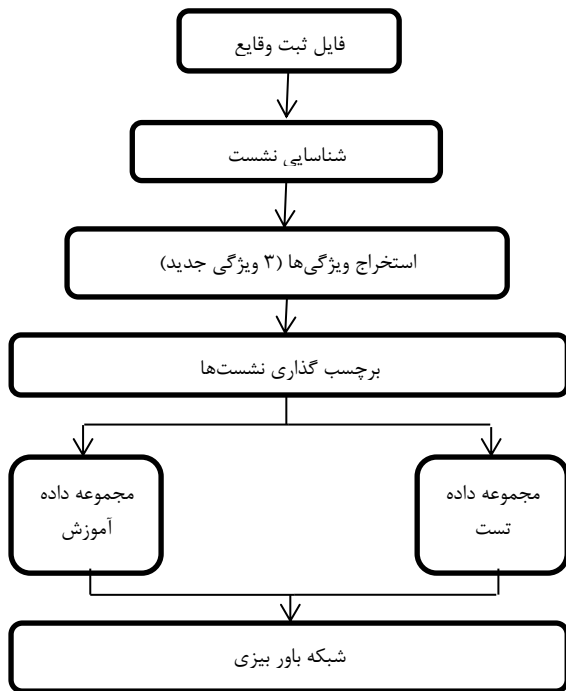 فایل ثبت وقایع
شناسایی نشست
استخراج ویژگی‌ها (۳ ویژگی جدید)
برچسب گذاری نشست‌ها
مجموعه داده
تست
مجموعه داده
آموزش
شبکه باور بیزی